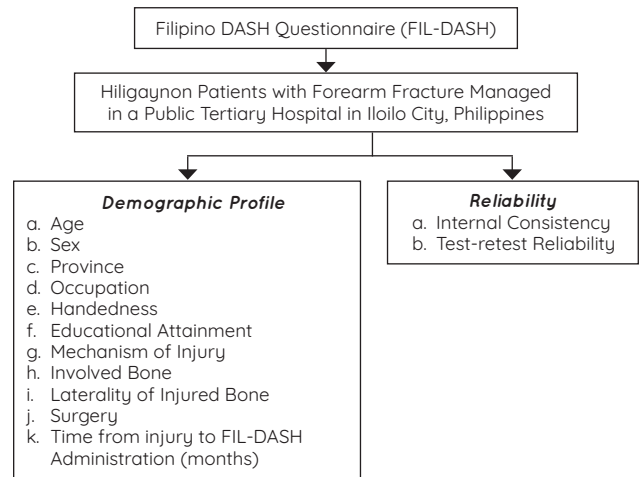 Filipino DASH Questionnaire (FIL-DASH)
Hiligaynon Patients with Forearm Fracture Managed
in a Public Tertiary Hospital in Iloilo City, Philippines
Demographic Profile
a. Age
b. Sex
c. Province
d. Occupation
e. Handedness
f. Educational Attainment
g. Mechanism of Injury
h. Involved Bone
i. Laterality of Injured Bone
j. Surgery
k. Time from injury to FIL-DASH
Administration (months)
Reliability
a. Internal Consistency
b. Test-retest Reliability